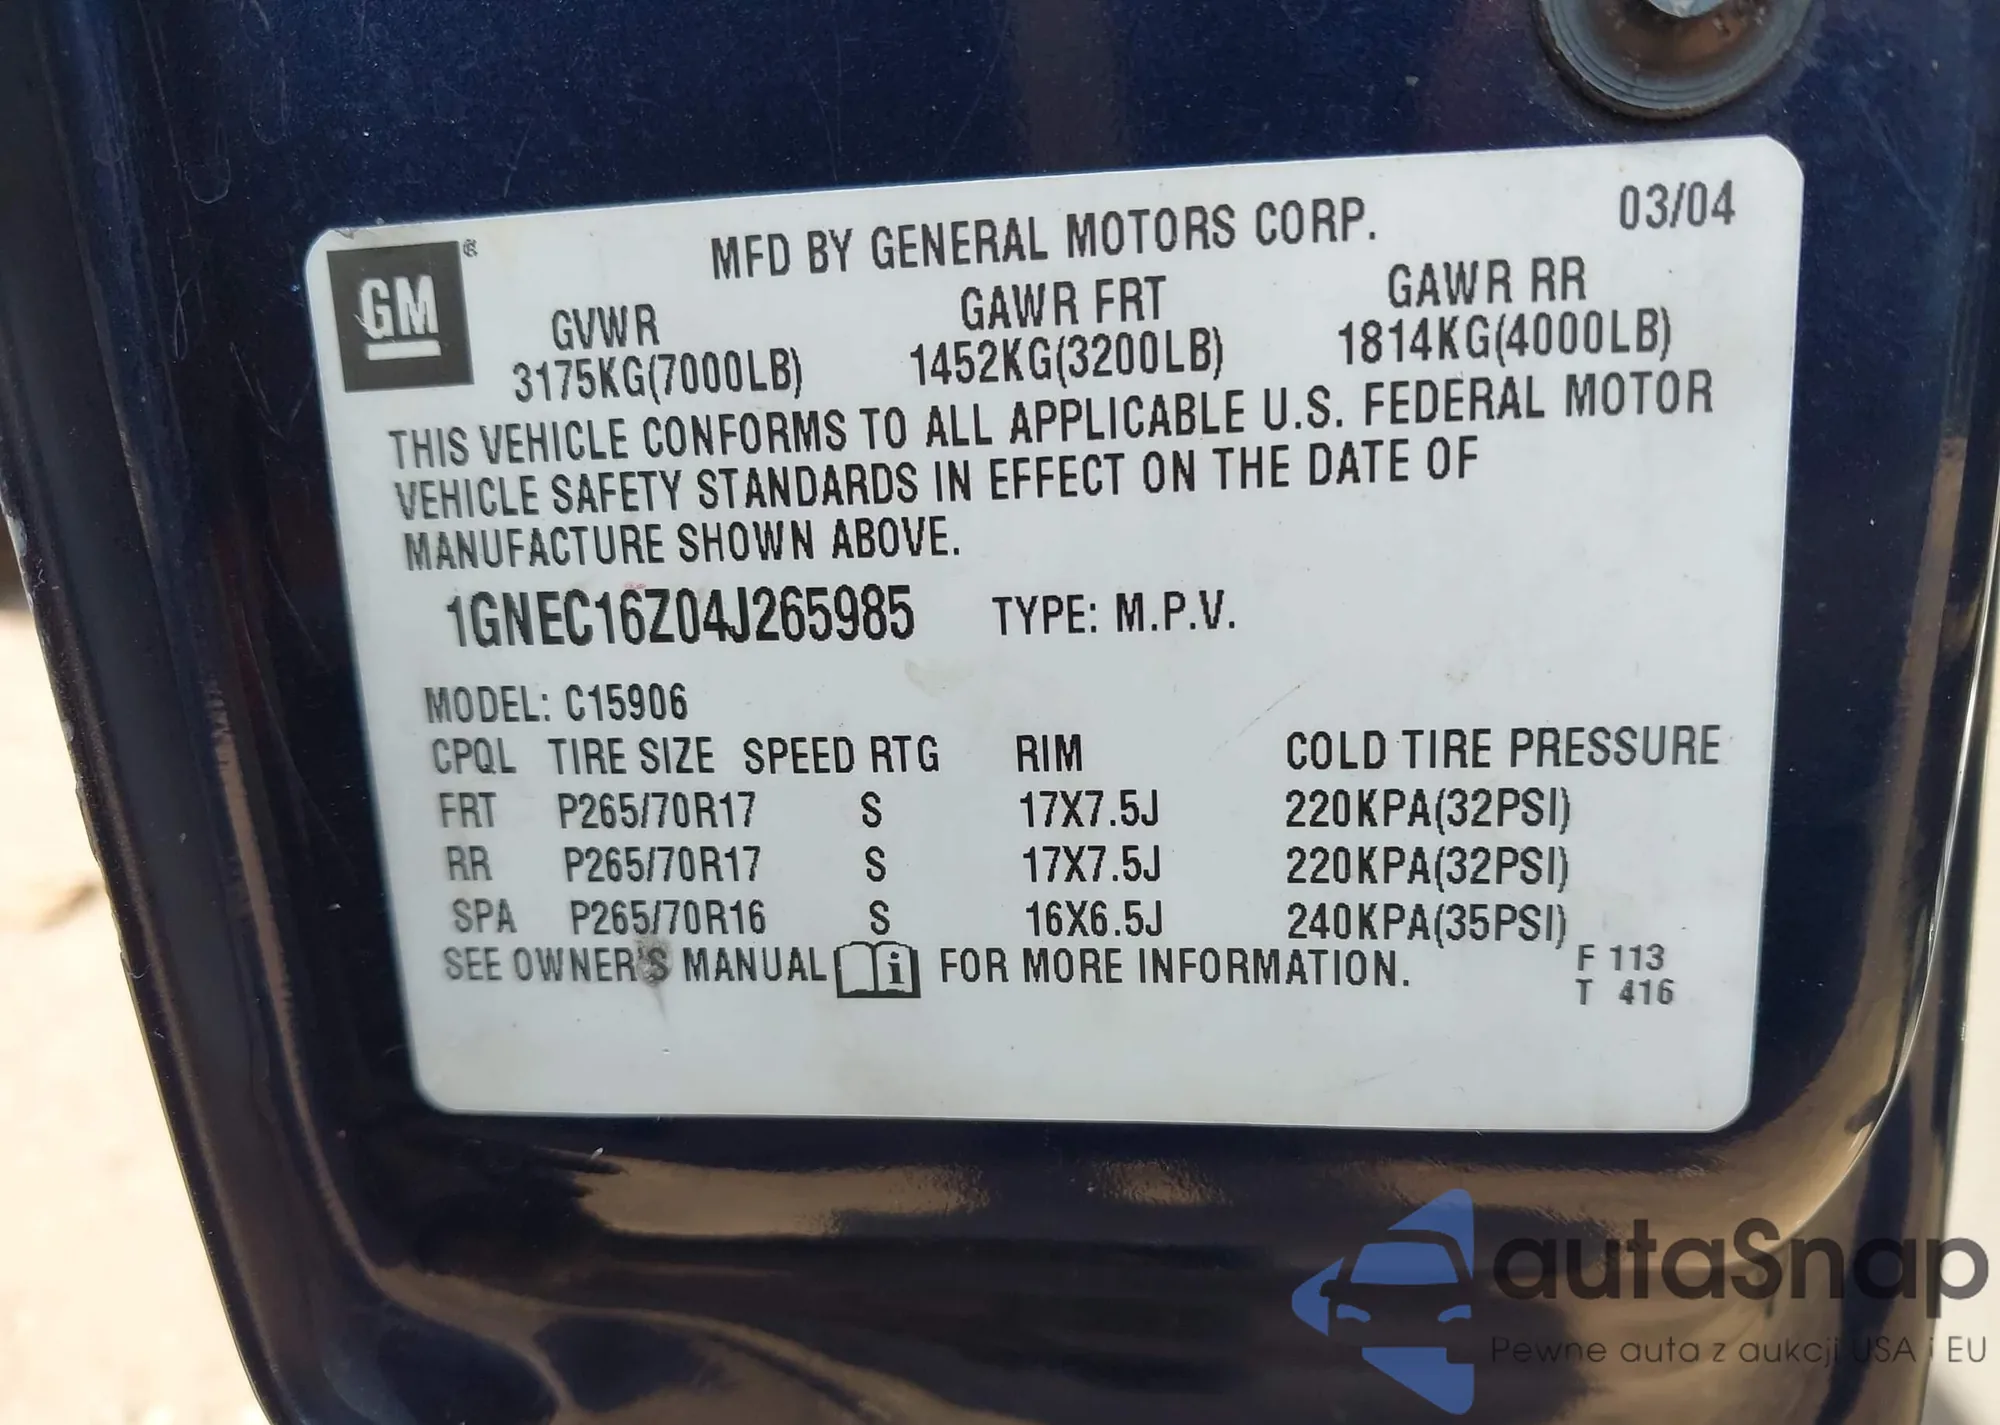 MFD BY GENERAL MOTORS CORP. 03/04
GM®
GVWR GAWR FRT GAWR RR
3175KG(7000LB) 1452KG(3200LB) 1814KG(4000LB)
THIS VEHICLE CONFORMS TO ALL APPLICABLE U.S. FEDERAL MOTOR
VEHICLE SAFETY STANDARDS IN EFFECT ON THE DATE OF
MANUFACTURE SHOWN ABOVE.
1GNEC16Z04J265985 TYPE: M.P.V.
MODEL: C15906
CPQL TIRE SIZE SPEED RTG RIM COLD TIRE PRESSURE
FRT P265/70R17 S 17X7.5J 220KPA(32PSI)
RR P265/70R17 S 17X7.5J 220KPA(32PSI)
SPA P265/70R16 S 16X6.5J 240KPA(35PSI)
SEE OWNER'S MANUAL i FOR MORE INFORMATION.
F 113
T 416
autaSnap
Pewne auta z aukcji USA i EU